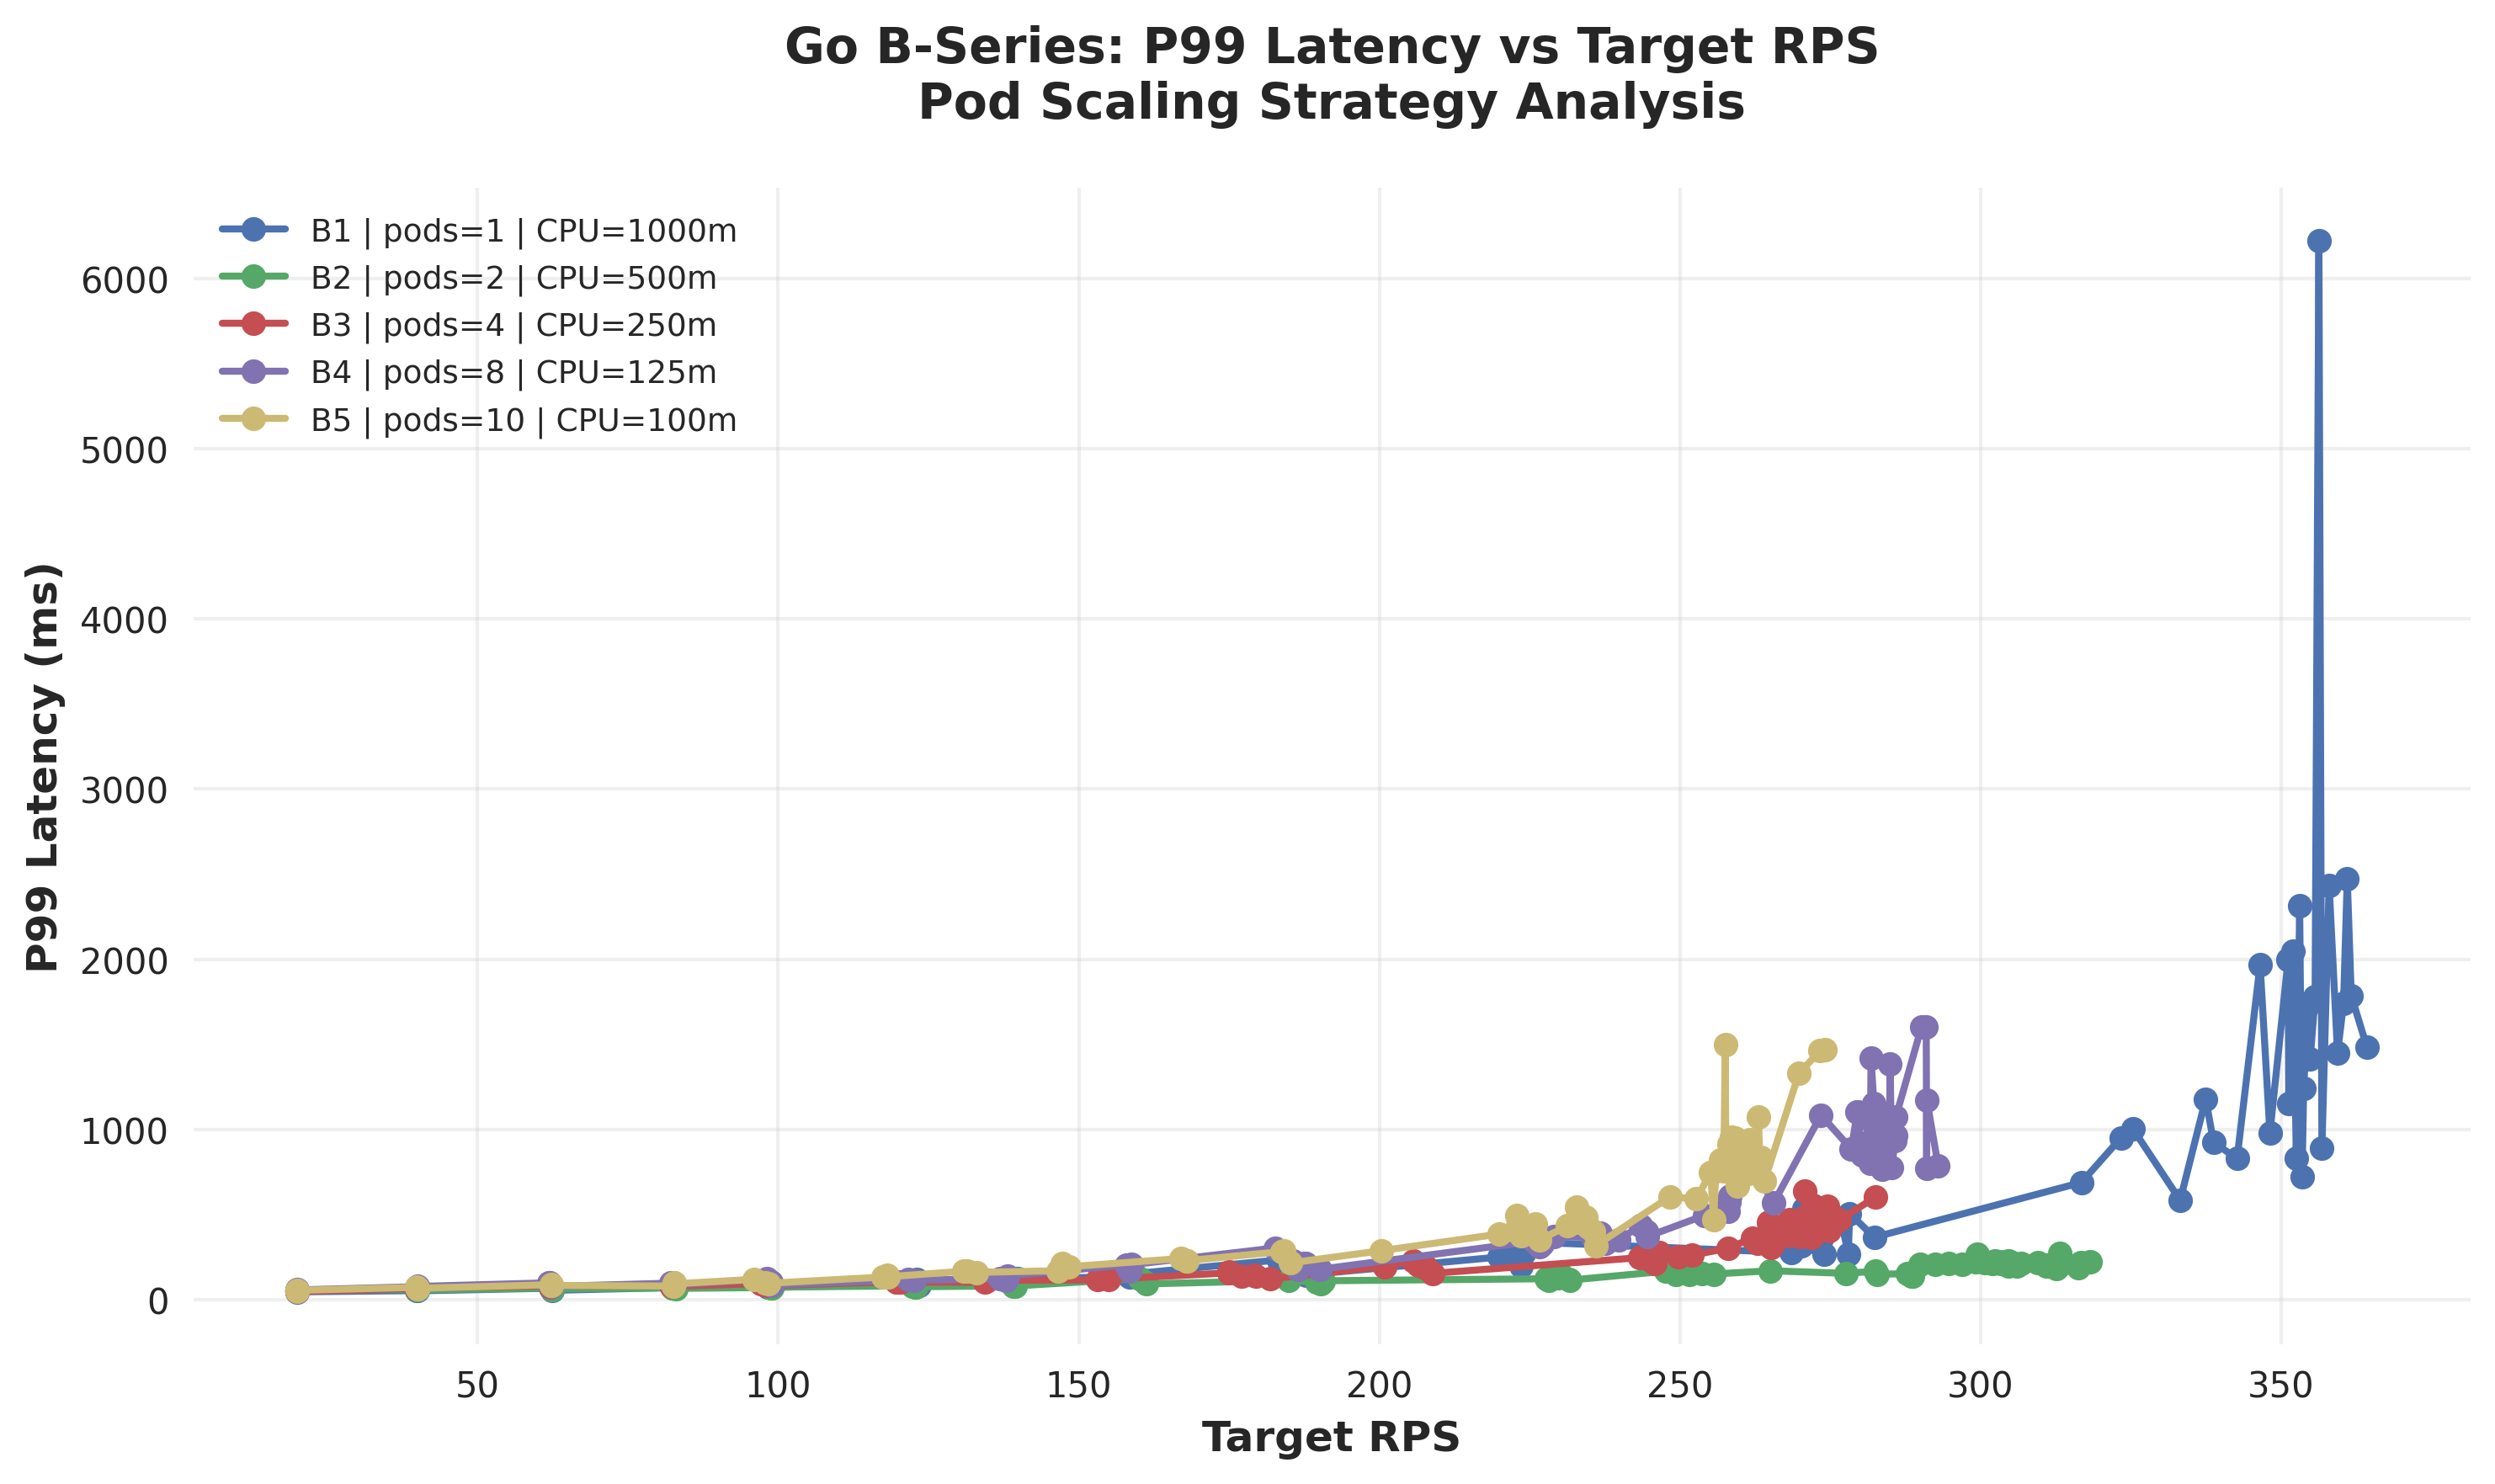 Go B-Series: P99 Latency vs Target RPS
Pod Scaling Strategy Analysis
B1 | pods=1 | CPU=1000m
B2 | pods=2 | CPU=500m
B3 | pods=4 | CPU=250m
B4 | pods=8 | CPU=125m
B5 | pods=10 | CPU=100m
P99 Latency (ms)
6000
5000
4000
3000
2000
1000
0
50 100 150 200 250 300 350
Target RPS